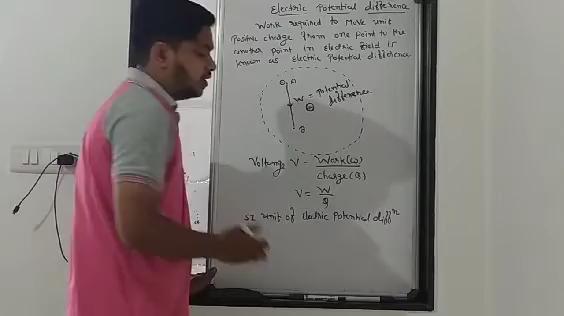 Electric Potential difference
Work required to Move unit
Positive charge from one point to the
another point in electric field is
known as electric potential difference
A
W = Potential
difference
B
Voltage V = Work(W)
Charge(Q)
V = W
Q
SI unit of Electric Potential diffn